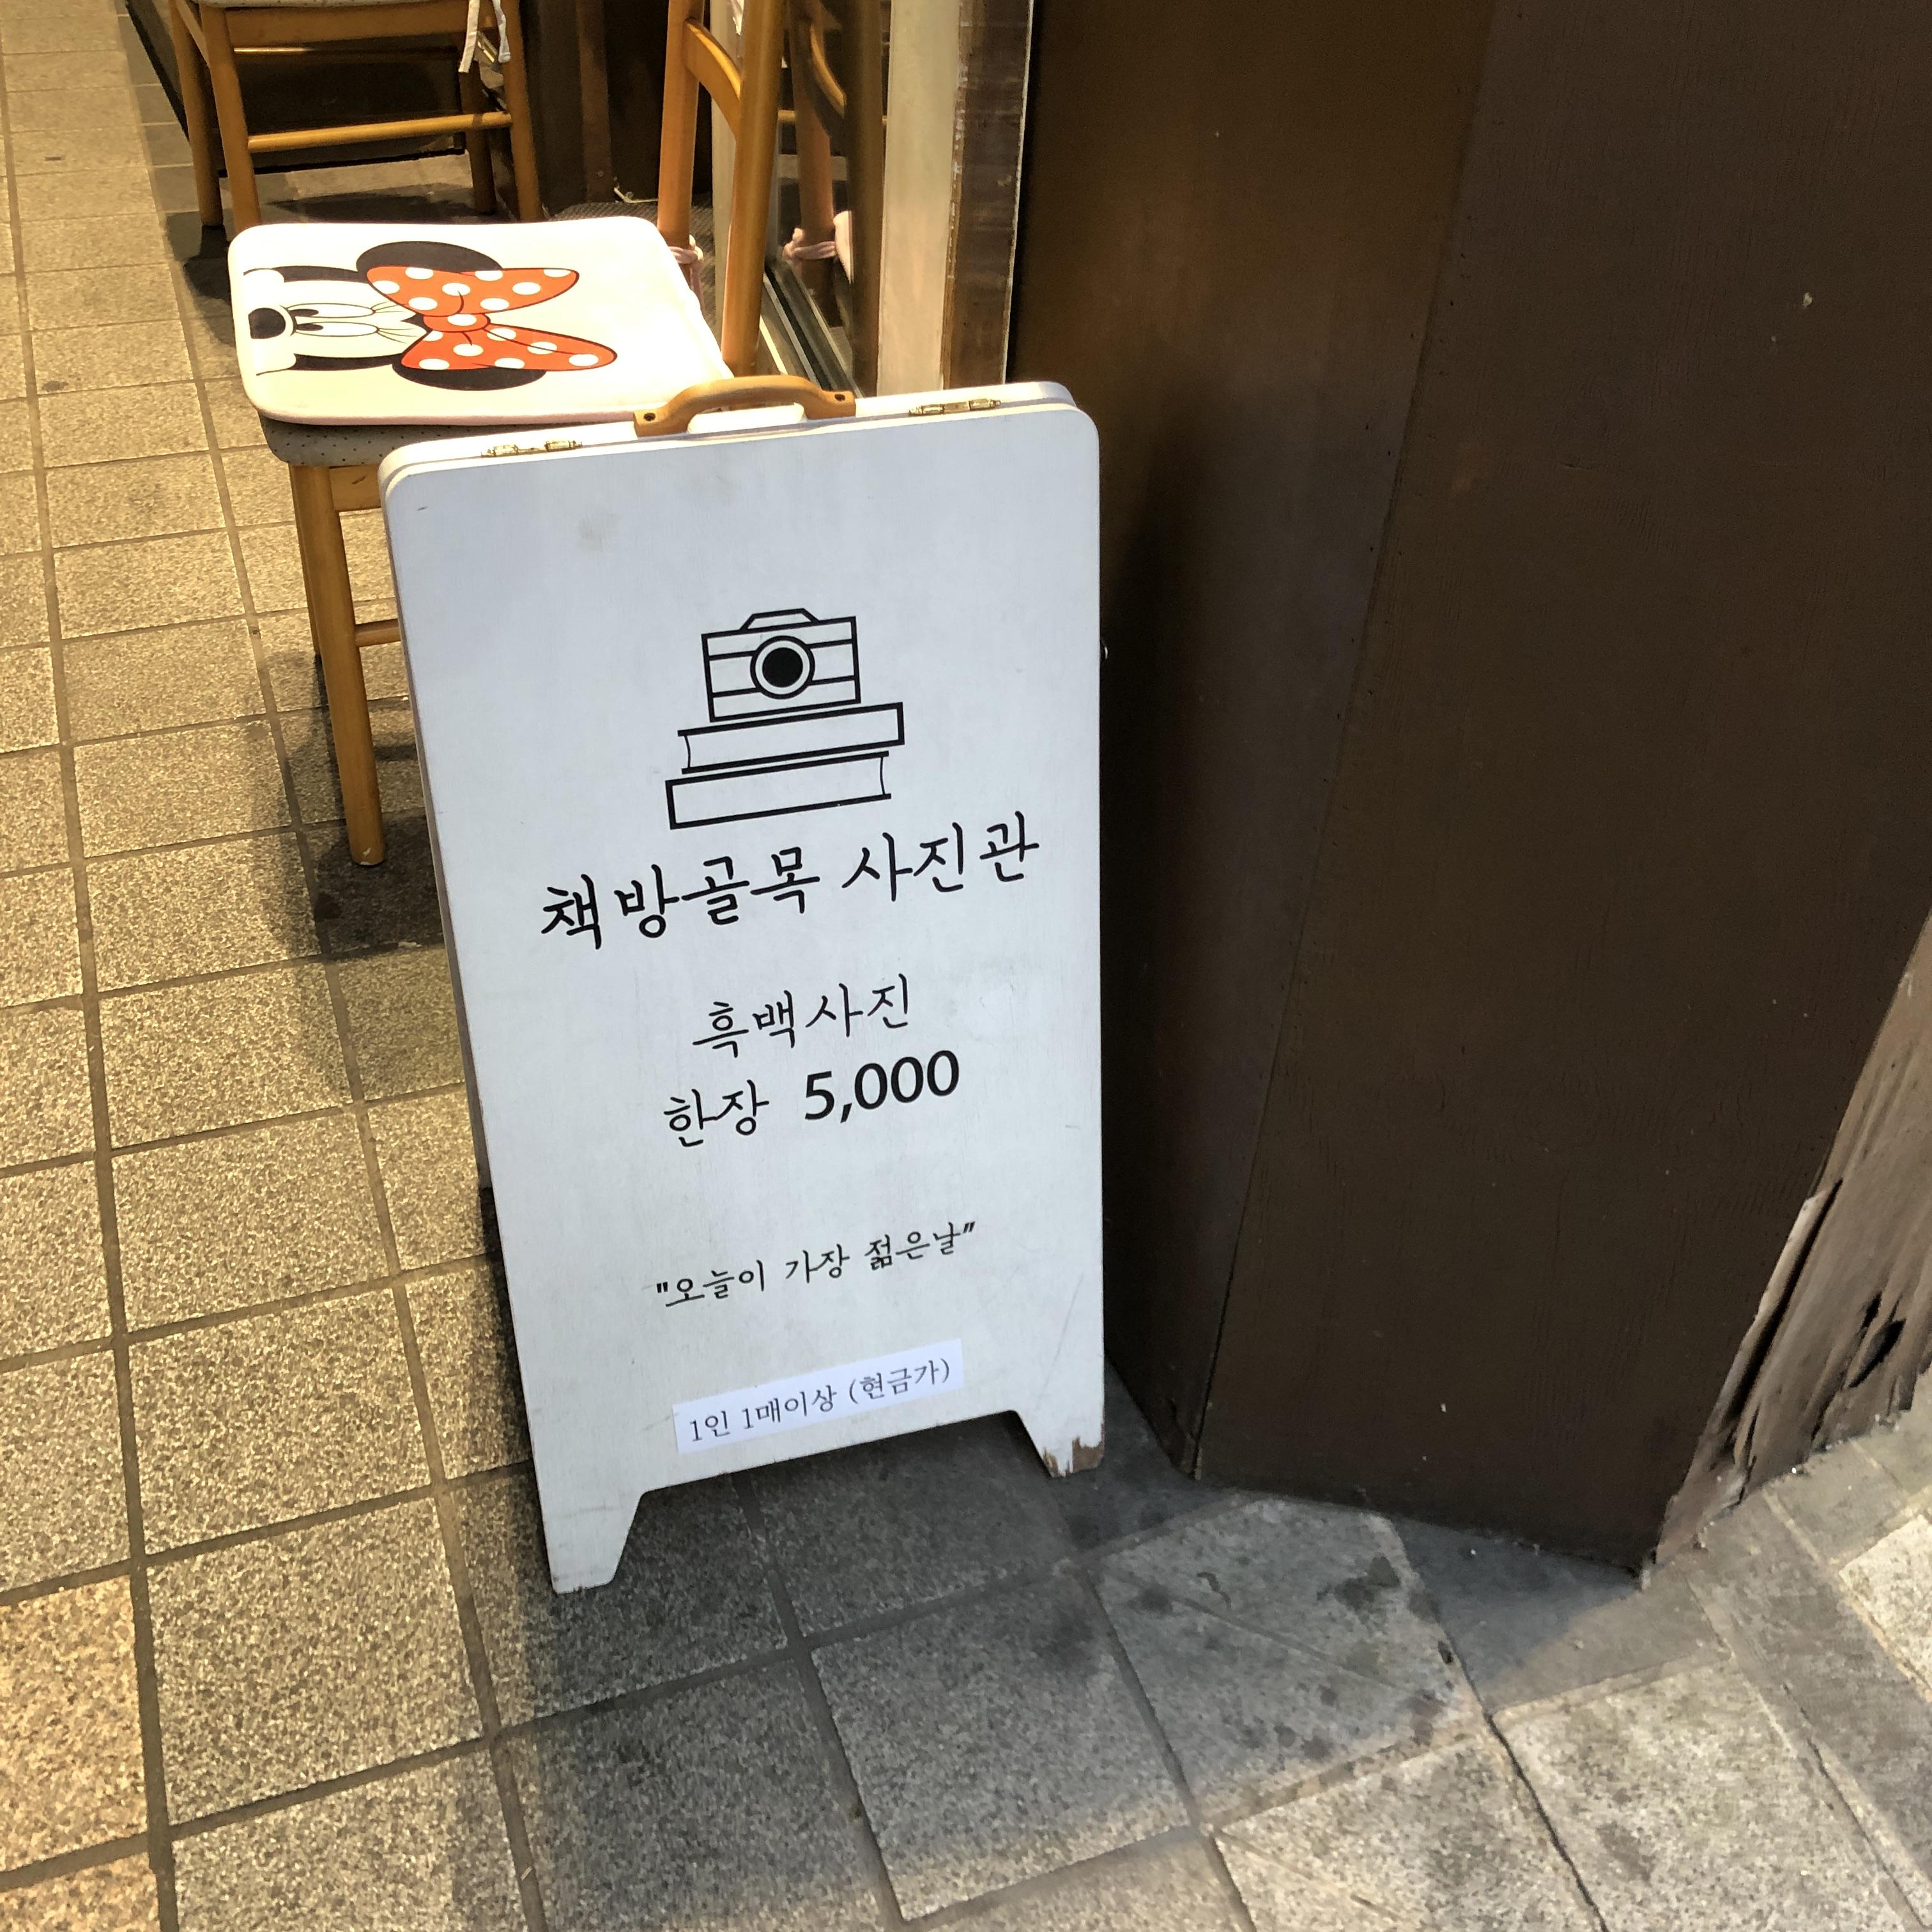 책방골목 사진관
흑백사진
한장 5,000
"오늘이 가장 젊은날"
1인 1매이상 (현금가)